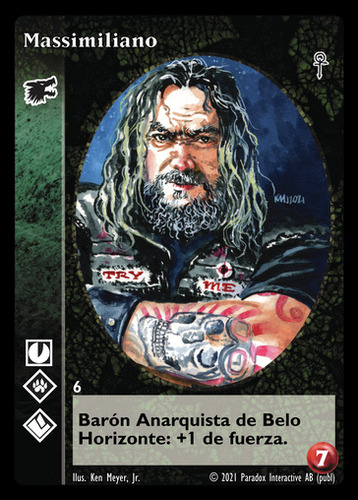 Massimiliano
KMJ2021
TRY
ME
6
Barón Anarquista de Belo
Horizonte: +1 de fuerza.
7
Ilus. Ken Meyer, Jr.
© 2021 Paradox Interactive AB (publ)